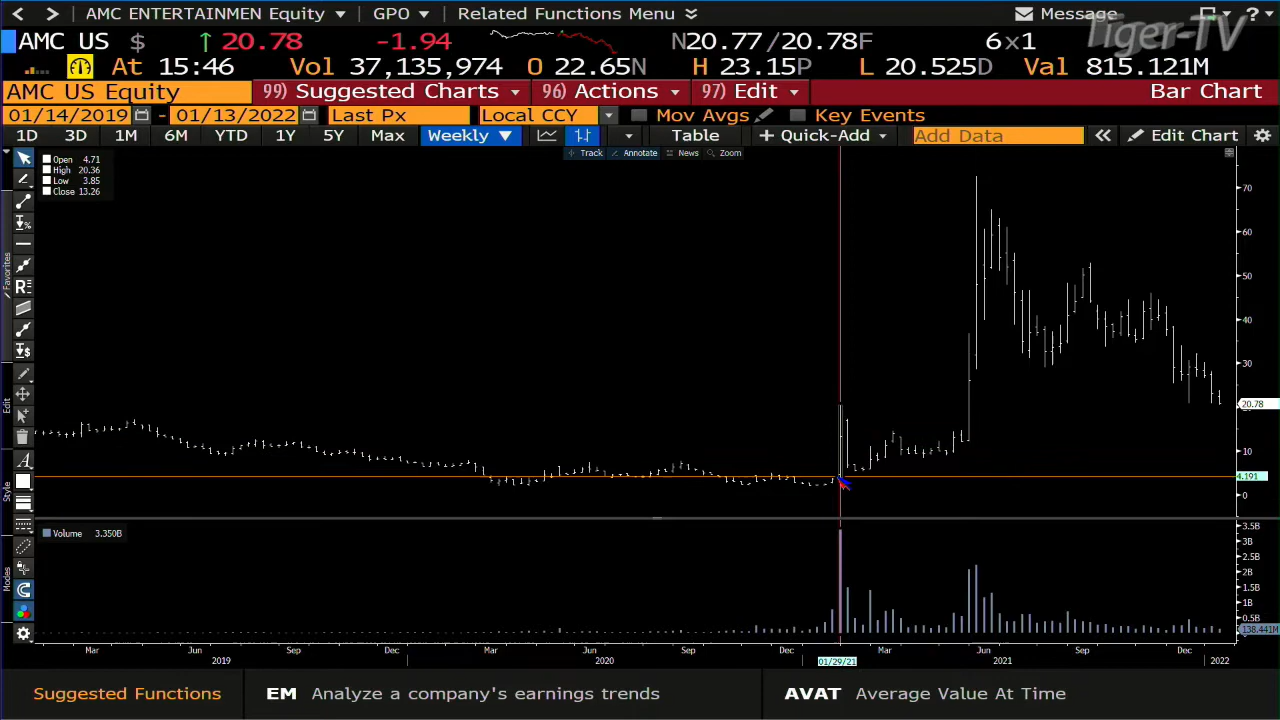 AMC ENTERTAINMEN Equity GPO Related Functions Menu Message ?
Tiger-TV
AMC US $ ↑ 20.78 -1.94 N20.77/20.78F 6x1
At 15:46 Vol 37,135,974 O 22.65N H 23.15P L 20.525D Val 815.121M
AMC US Equity 99) Suggested Charts 96) Actions 97) Edit Bar Chart
01/14/2019 - 01/13/2022 Last Px Local CCY Mov Avgs Key Events
1D 3D 1M 6M YTD 1Y 5Y Max Weekly ▼ Table + Quick-Add Add Data « Edit Chart
Track Annotate News Zoom
Open 4.71
High 20.36
Low 3.85
Close 13.26
70
60
50
40
30
20.78
10
4.191
0
Favorites
Edit
Style
Modes
Volume 3.350B
3.5B
3B
2.5B
2B
1.5B
1B
0.5B
138.441M
Mar Jun Sep Dec Mar Jun Sep Dec Mar Jun Sep Dec
2019 2020 01/29/21 2021 2022
Suggested Functions EM Analyze a company's earnings trends AVAT Average Value At Time